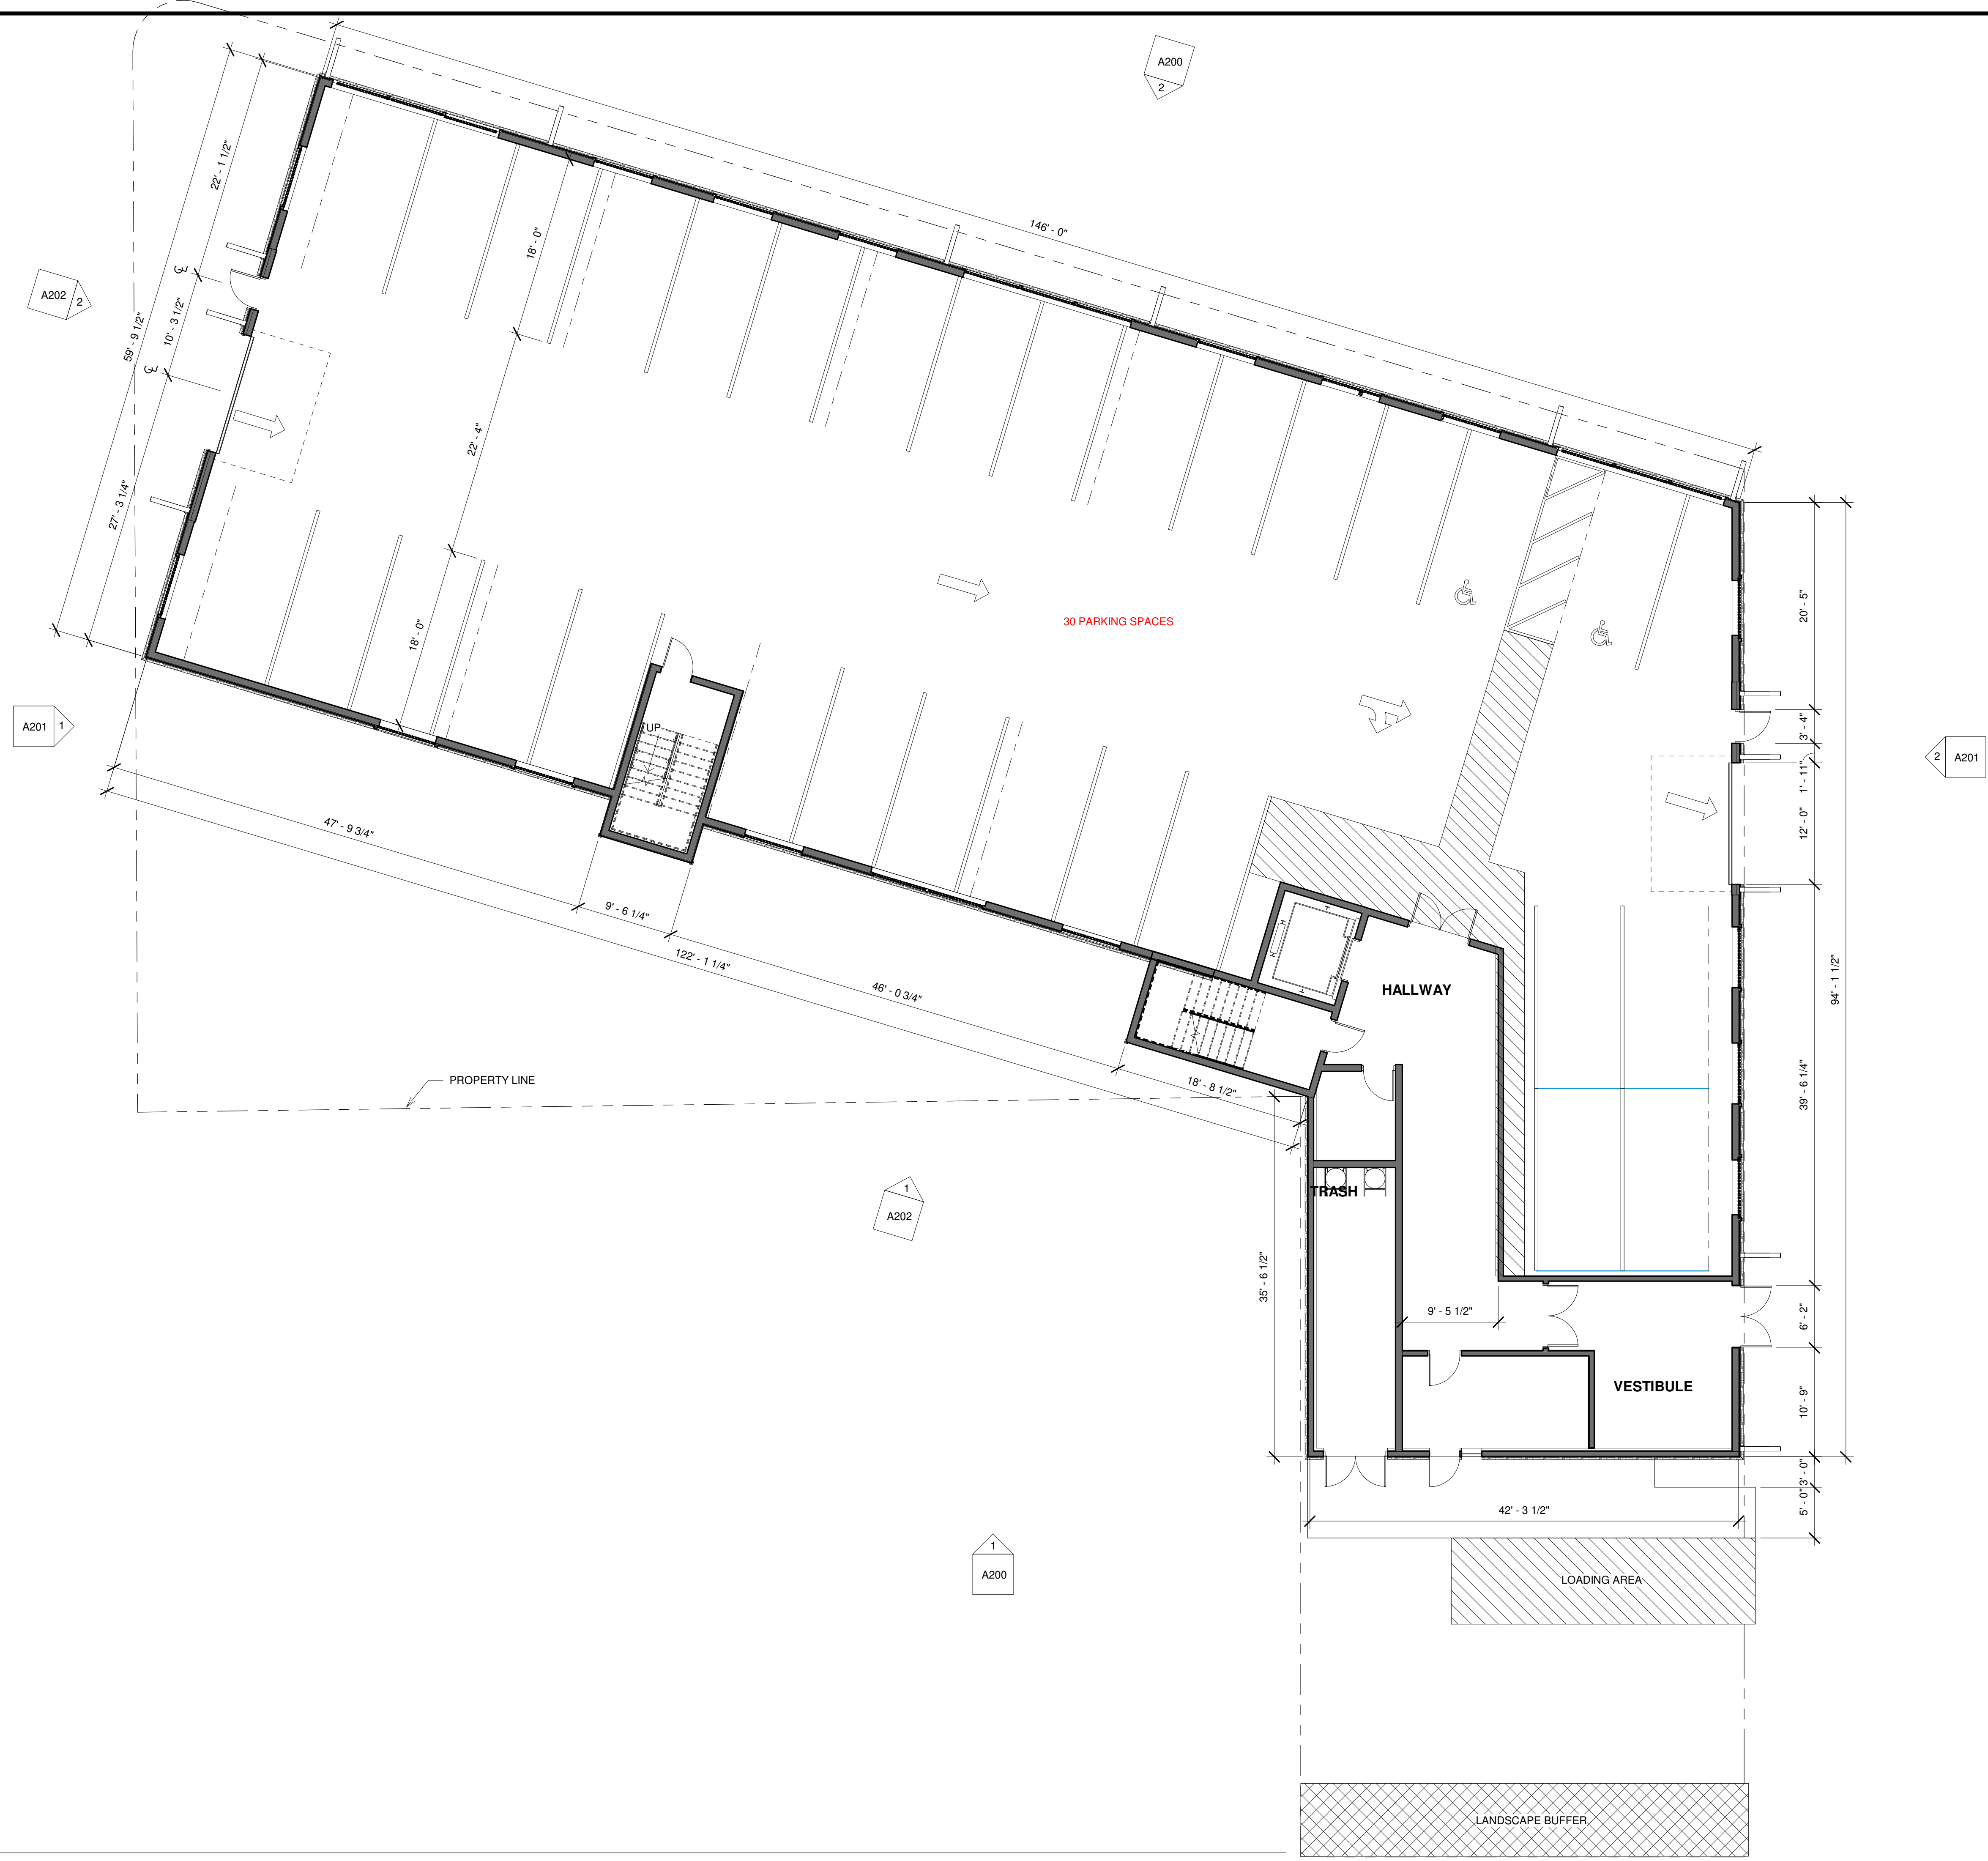 A200
2
146' - 0"
22' - 1 1/2"
18' - 0"
A202
2
10' - 3 1/2"
59' - 9 1/2"
22' - 4"
27' - 3 1/4"
18' - 0"
30 PARKING SPACES
20' - 5"
3' - 4"
A201
1
UP
2
A201
1' - 11"
12' - 0"
47' - 9 3/4"
9' - 6 1/4"
122' - 1 1/4"
46' - 0 3/4"
HALLWAY
94' - 1 1/2"
39' - 6 1/4"
18' - 8 1/2"
PROPERTY LINE
TRASH
1
A202
35' - 6 1/2"
9' - 5 1/2"
6' - 2"
VESTIBULE
10' - 9"
3' - 0"
5' - 0"
42' - 3 1/2"
1
A200
LOADING AREA
LANDSCAPE BUFFER